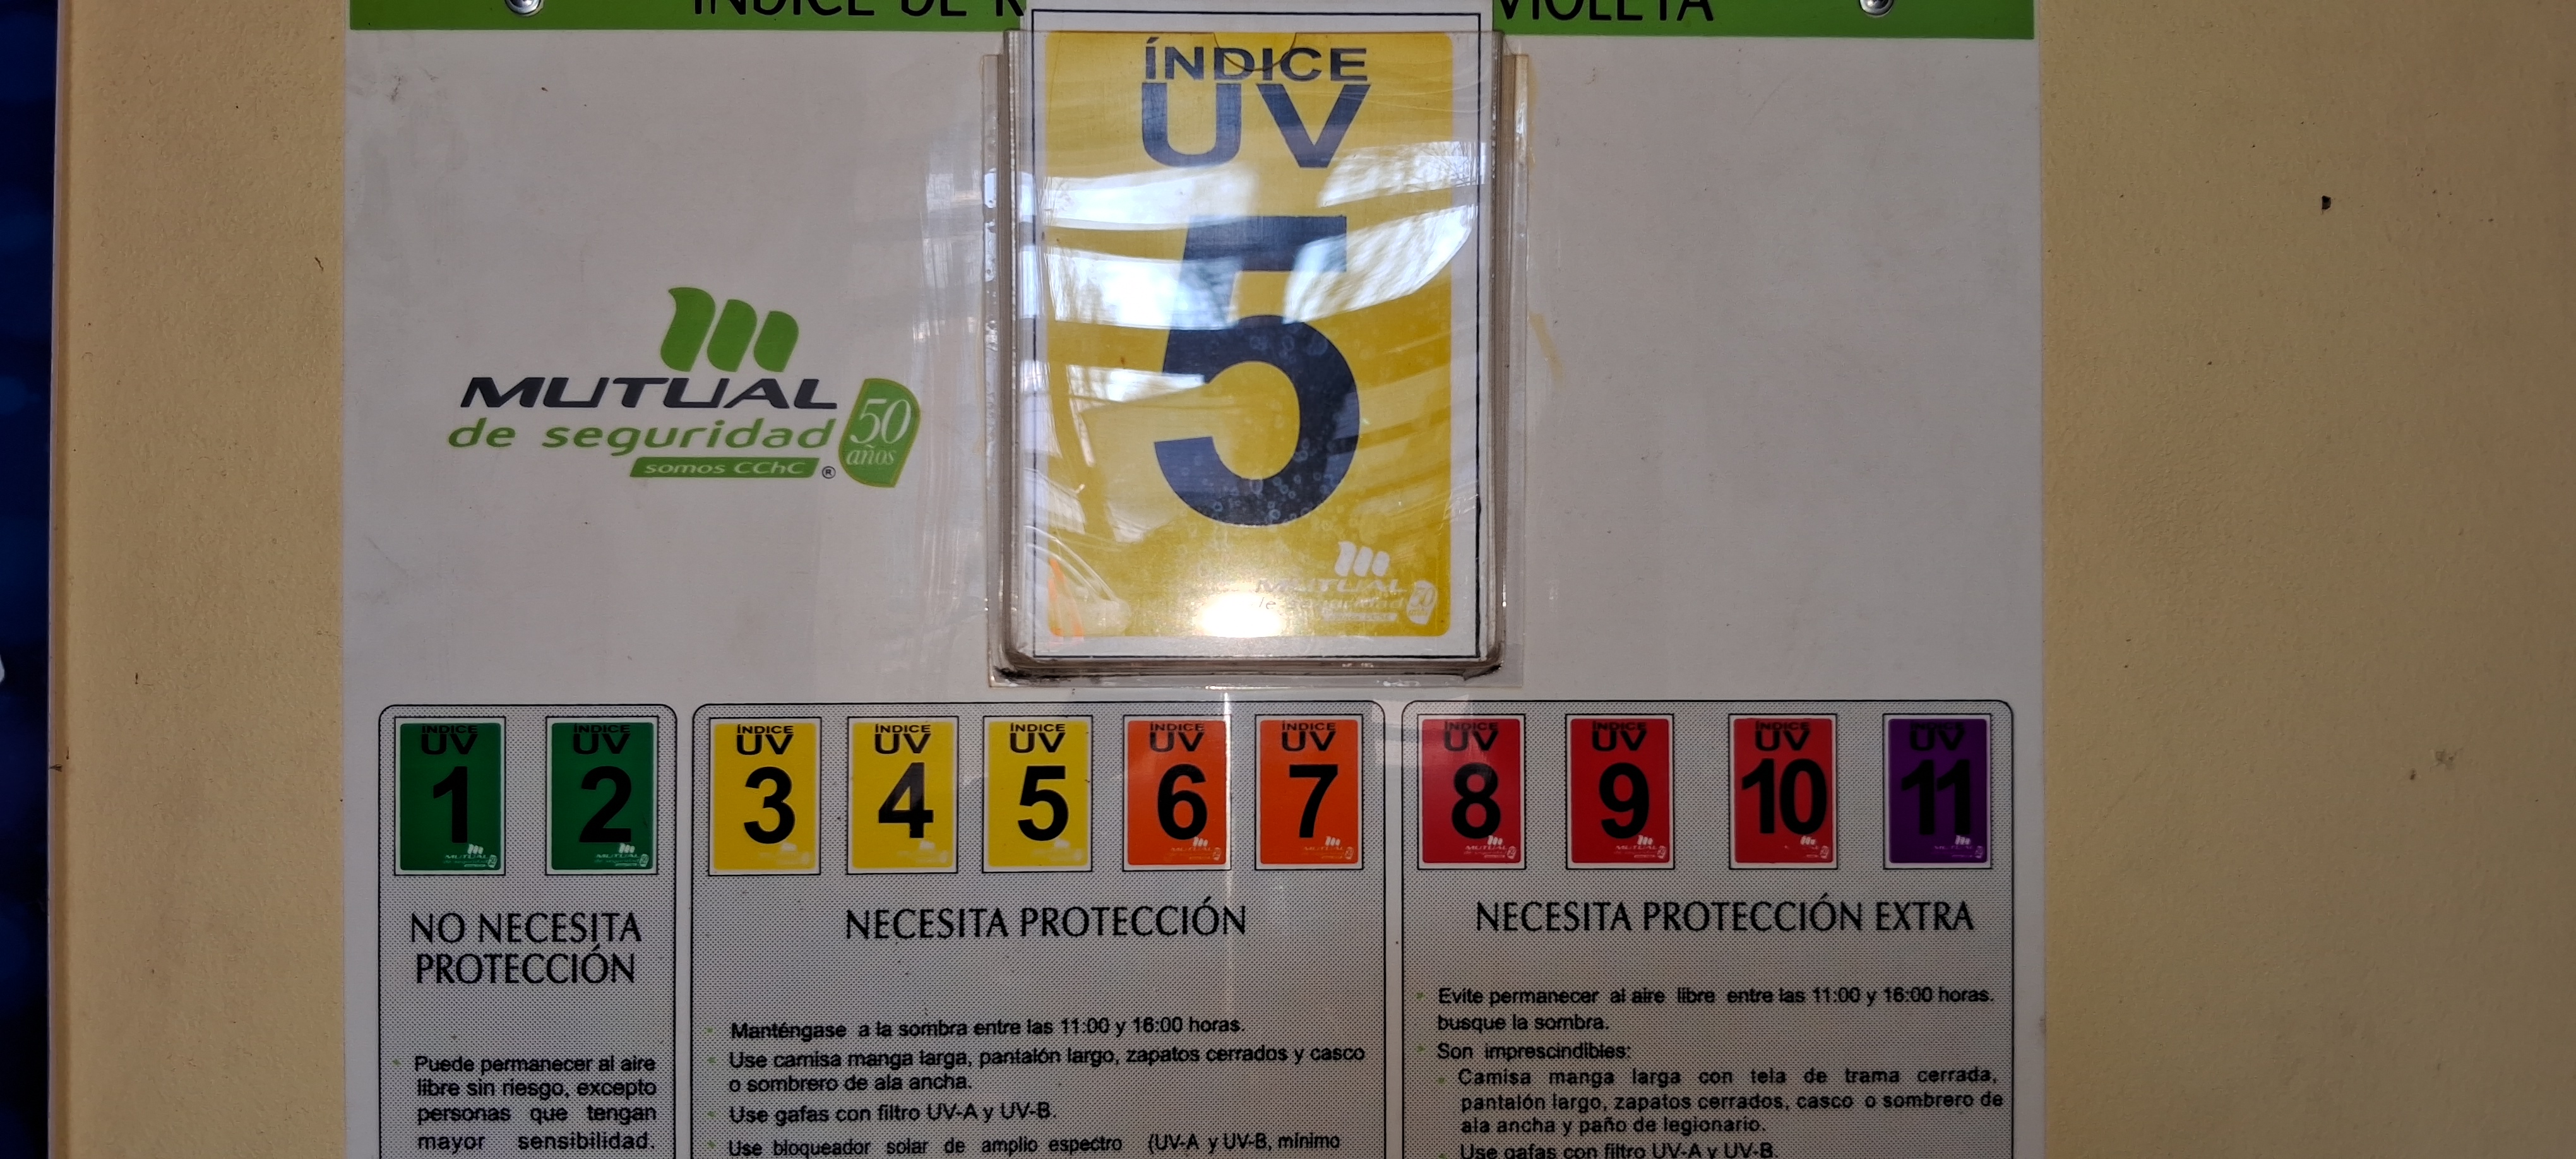 ÍNDICE DE
VIOLETA
ÍNDICE
UV
5
MUTUAL
de seguridad
somos CChC ®
50
años
MUTUAL
ÍNDICE
UV
1
ÍNDICE
UV
2
ÍNDICE
UV
3
ÍNDICE
UV
4
ÍNDICE
UV
5
ÍNDICE
UV
6
ÍNDICE
UV
7
ÍNDICE
UV
8
ÍNDICE
UV
9
ÍNDICE
UV
10
ÍNDICE
UV
11
NO NECESITA
PROTECCIÓN
Puede permanecer al aire
libre sin riesgo, excepto
personas que tengan
mayor sensibilidad.
NECESITA PROTECCIÓN
Manténgase a la sombra entre las 11:00 y 16:00 horas.
Use camisa manga larga, pantalón largo, zapatos cerrados y casco
o sombrero de ala ancha.
Use gafas con filtro UV-A y UV-B.
Use bloqueador solar de amplio espectro (UV-A y UV-B, mínimo
NECESITA PROTECCIÓN EXTRA
Evite permanecer al aire libre entre las 11:00 y 16:00 horas.
busque la sombra.
Son imprescindibles:
Camisa manga larga con tela de trama cerrada,
pantalón largo, zapatos cerrados, casco o sombrero de
ala ancha y paño de legionario.
Use gafas con filtro UV-A y UV-B.